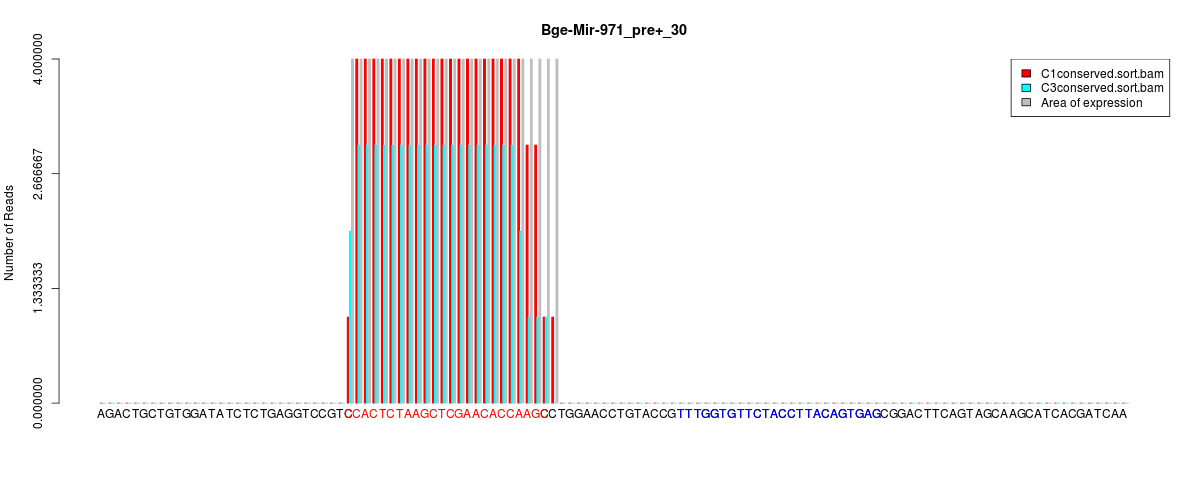 Bge-Mir-971_pre+_30
4.000000
2.666667
1.333333
0.000000
Number of Reads
C1conserved.sort.bam
C3conserved.sort.bam
Area of expression
AGACTGCTGTGGATATCTCTGAGGTCCGTCCACTCTAAGCTCGAACACCAAGCCTGGAACCTGTACCGTTTGGTGTTCTACCTTACAGTGAGCGGACTTCAGTAGCAAGCATCACGATCAA